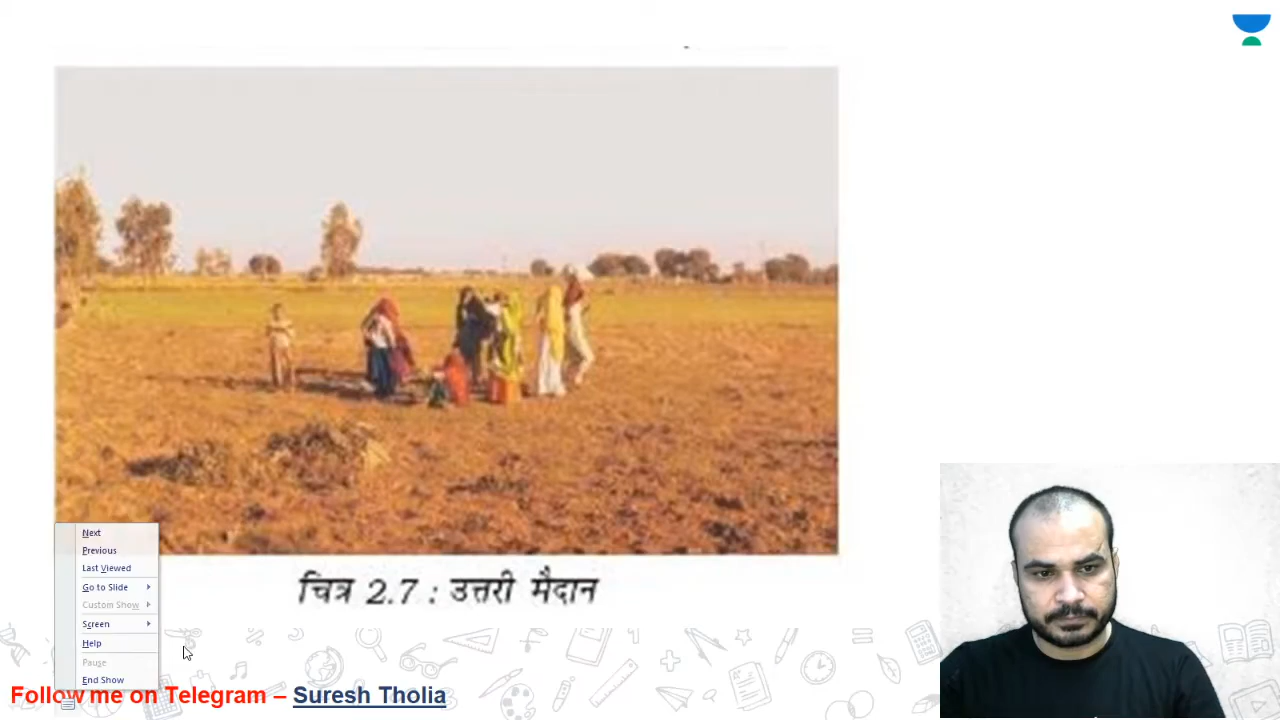 चित्र 2.7 : उत्तरी मैदान
Next
Previous
Last Viewed
Go to Slide
Custom Show
Screen
Help
Pause
End Show
Follow me on Telegram – Suresh Tholia